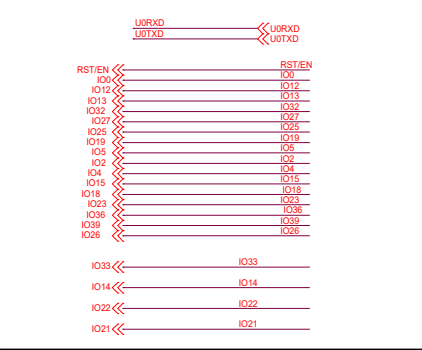 U0RXD U0RXD
U0TXD U0TXD
RST/EN RST/EN
IO0 IO0
IO12 IO12
IO13 IO13
IO32 IO32
IO27 IO27
IO25 IO25
IO19 IO19
IO5 IO5
IO2 IO2
IO4 IO4
IO15 IO15
IO18 IO18
IO23 IO23
IO36 IO36
IO39 IO39
IO26 IO26
IO33 IO33
IO14 IO14
IO22 IO22
IO21 IO21